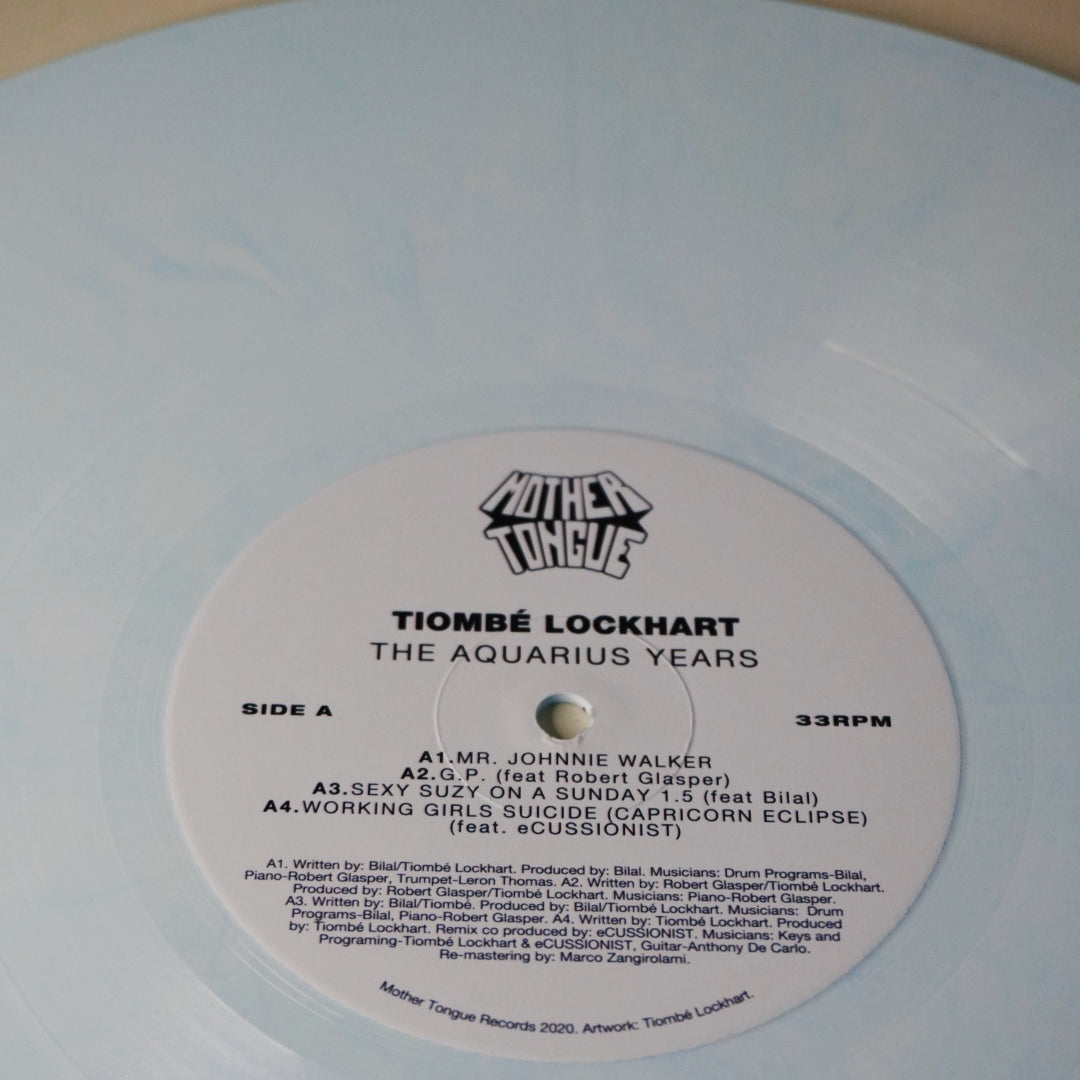 MOTHER
TONGUE
TIOMBÉ LOCKHART
THE AQUARIUS YEARS
SIDE A
33RPM
A1.MR. JOHNNIE WALKER
A2.G.P. (feat Robert Glasper)
A3.SEXY SUZY ON A SUNDAY 1.5 (feat Bilal)
A4.WORKING GIRLS SUICIDE (CAPRICORN ECLIPSE)
(feat. eCUSSIONIST)
A1. Written by: Bilal/Tiombé Lockhart. Produced by: Bilal. Musicians: Drum Programs-Bilal,
Piano-Robert Glasper, Trumpet-Leron Thomas. A2. Written by: Robert Glasper/Tiombé Lockhart.
Produced by: Robert Glasper/Tiombé Lockhart. Musicians: Piano-Robert Glasper.
A3. Written by: Bilal/Tiombé. Produced by: Bilal/Tiombé Lockhart. Musicians: Drum
Programs-Bilal, Piano-Robert Glasper. A4. Written by: Tiombé Lockhart. Produced
by: Tiombé Lockhart. Remix co produced by: eCUSSIONIST. Musicians: Keys and
Programing-Tiombé Lockhart & eCUSSIONIST, Guitar-Anthony De Carlo.
Re-mastering by: Marco Zangirolami.
Mother Tongue Records 2020. Artwork: Tiombé Lockhart.